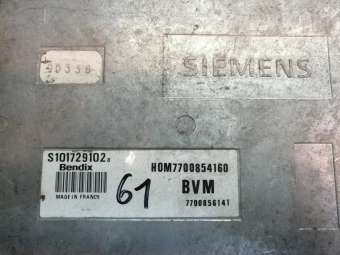 90338
SIEMENS
S101729102 B
Bendix
HOM7700854160
MADE IN FRANCE
61
BVM
7700856141